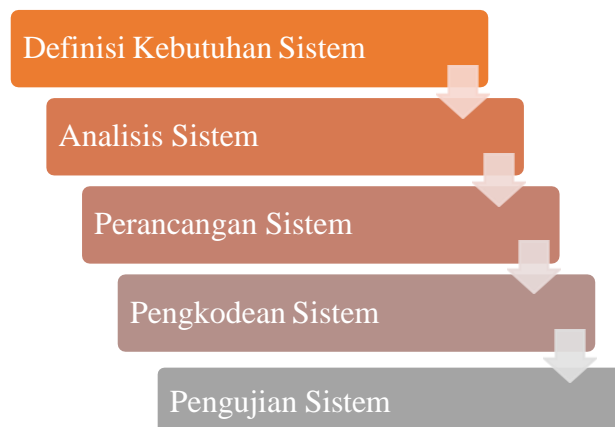 Definisi Kebutuhan Sistem
Analisis Sistem
Perancangan Sistem
Pengkodean Sistem
Pengujian Sistem